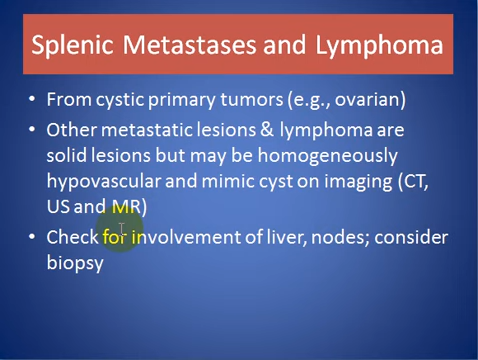 Splenic Metastases and Lymphoma
• From cystic primary tumors (e.g., ovarian)
• Other metastatic lesions & lymphoma are
solid lesions but may be homogeneously
hypovascular and mimic cyst on imaging (CT,
US and MR)
• Check for involvement of liver, nodes; consider
biopsy